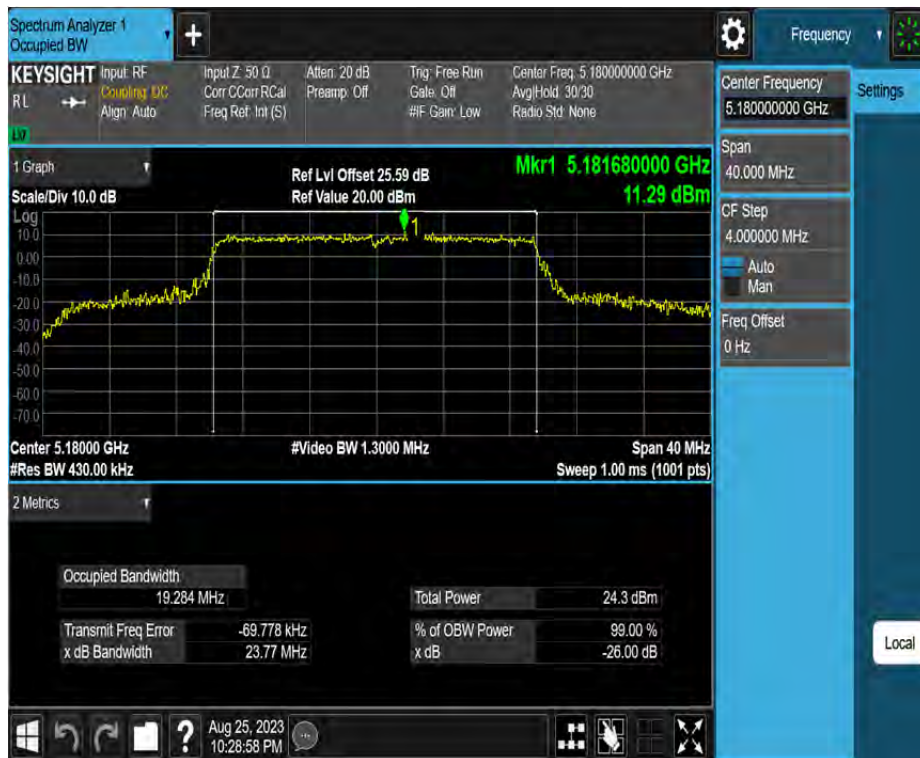 Spectrum Analyzer 1
Occupied BW
+
Frequency
KEYSIGHT
RL
Input: RF
Coupling: DC
Align: Auto
Input Z: 50 Ω
Corr CCorr RCal
Freq Ref: Int (S)
Atten: 20 dB
Preamp: Off
Trig: Free Run
Gate: Off
#IF Gain: Low
Center Freq: 5.180000000 GHz
Avg|Hold: 30/30
Radio Std: None
Center Frequency
5.180000000 GHz
Settings
Span
40.000 MHz
CF Step
4.000000 MHz
Auto
Man
Freq Offset
0 Hz
1 Graph
Scale/Div 10.0 dB
Ref Lvl Offset 25.59 dB
Ref Value 20.00 dBm
Mkr1 5.181680000 GHz
11.29 dBm
Log
10.0
0.00
-10.0
-20.0
-30.0
-40.0
-50.0
-60.0
-70.0
1
Center 5.18000 GHz
#Video BW 1.3000 MHz
Span 40 MHz
#Res BW 430.00 kHz
Sweep 1.00 ms (1001 pts)
2 Metrics
Occupied Bandwidth
19.284 MHz
Total Power 24.3 dBm
Transmit Freq Error -69.778 kHz
% of OBW Power 99.00 %
x dB Bandwidth 23.77 MHz
x dB -26.00 dB
Local
?
Aug 25, 2023
10:28:58 PM